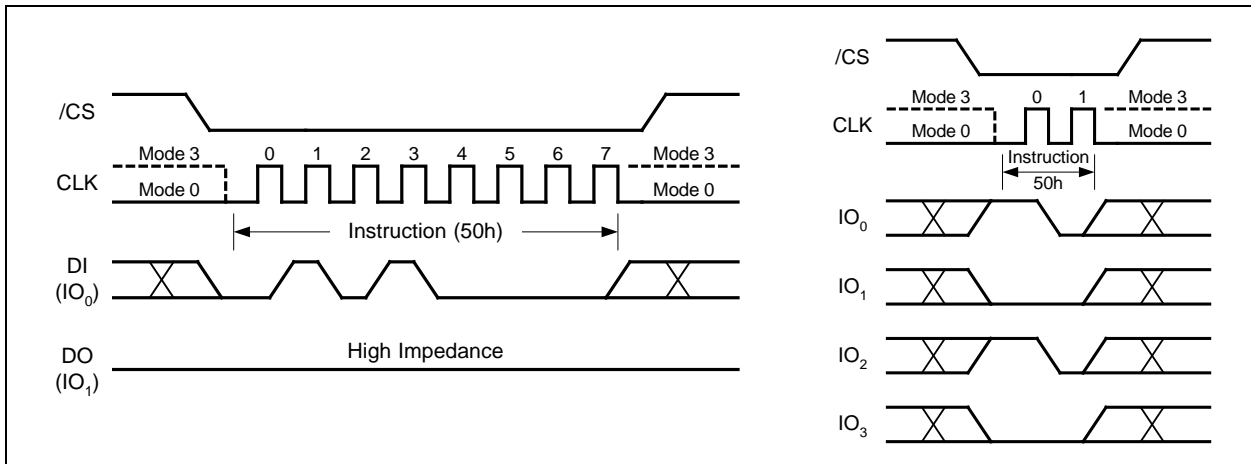 /CS
Mode 3 0 1 2 3 4 5 6 7 Mode 3
CLK
Mode 0 Mode 0
Instruction (50h)
DI
(IO0)
High Impedance
DO
(IO1)
/CS
Mode 3 0 1 Mode 3
CLK
Mode 0 Mode 0
Instruction
50h
IO0
IO1
IO2
IO3